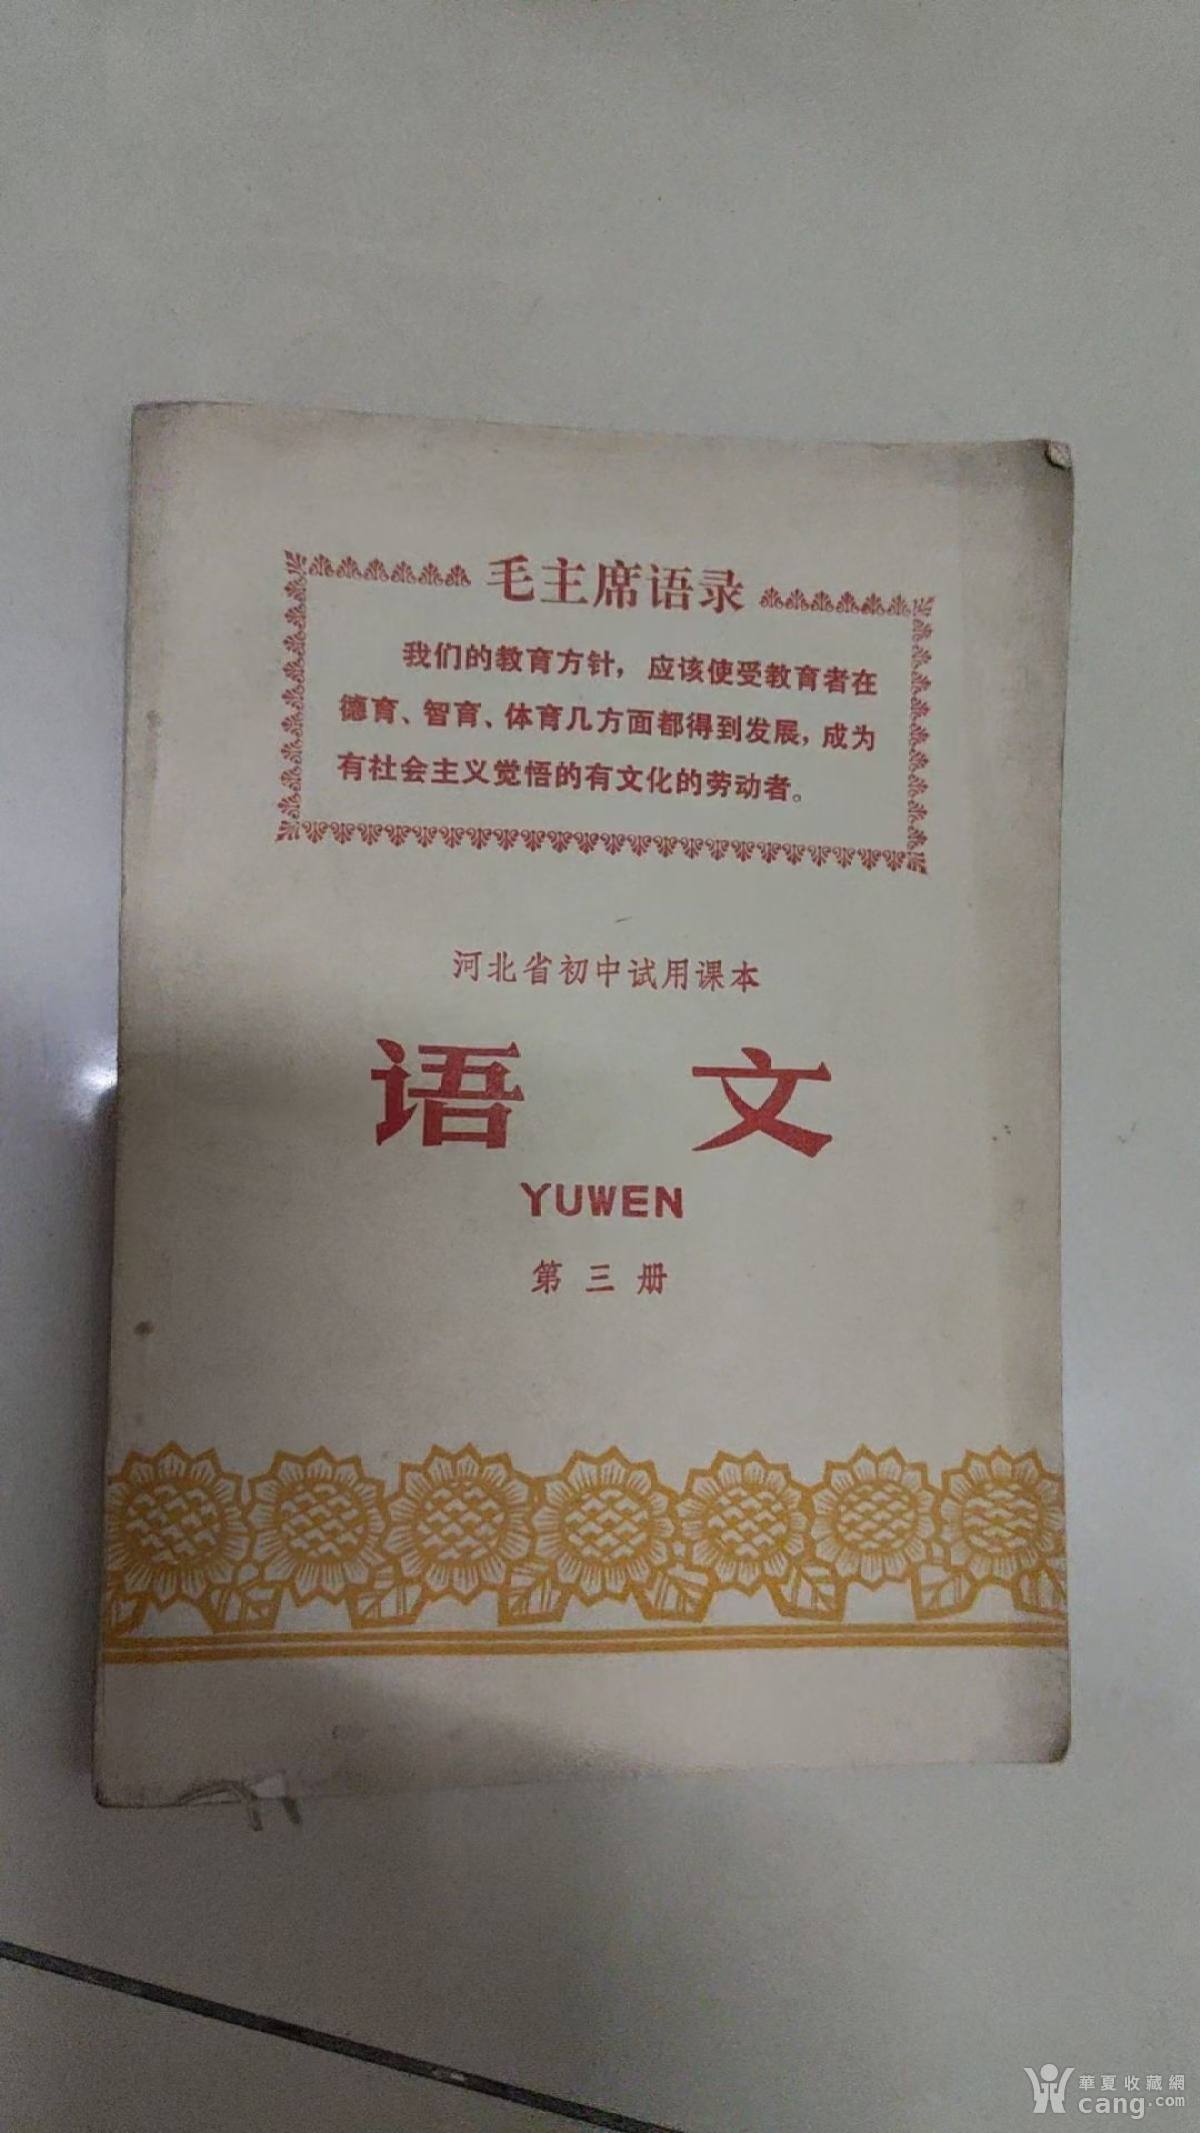 毛主席语录
我们的教育方针，应该使受教育者在
德育、智育、体育几方面都得到发展，成为
有社会主义觉悟的有文化的劳动者。
河北省初中试用课本
语文
YUWEN
第三册
華夏收藏網
cang.com